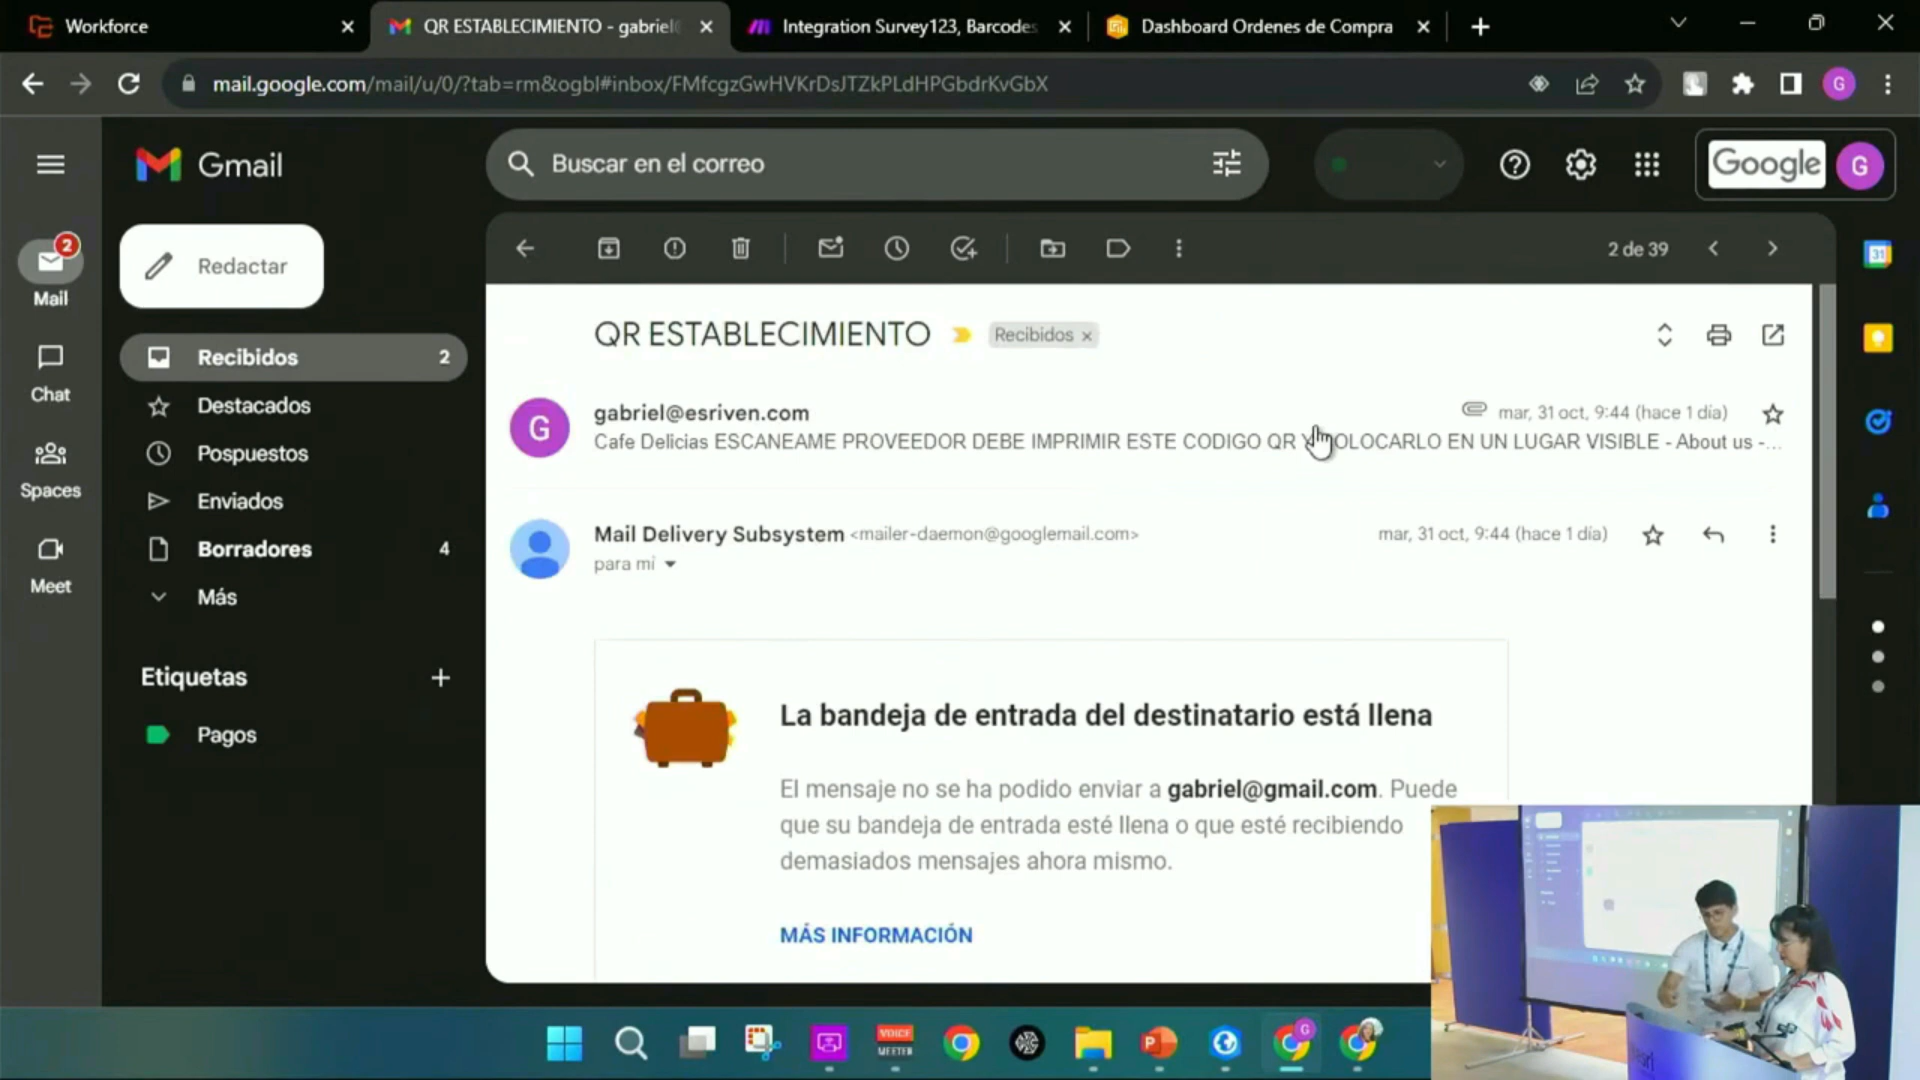 Workforce
QR ESTABLECIMIENTO - gabriel@
Integration Survey123, Barcodes
Dashboard Ordenes de Compra
mail.google.com/mail/u/0/?tab=rm&ogbl#inbox/FMfcgzGwHVKrDsJTZkPLdHPGbdrKvGbX
G
Gmail
Buscar en el correo
Google
G
2
Mail
Chat
Spaces
Meet
Redactar
Recibidos 2
Destacados
Pospuestos
Enviados
Borradores 4
Más
Etiquetas
Pagos
2 de 39
31
QR ESTABLECIMIENTO
Recibidos ×
G
gabriel@esriven.com
mar, 31 oct, 9:44 (hace 1 día)
Cafe Delicias ESCANEAME PROVEEDOR DEBE IMPRIMIR ESTE CODIGO QR Y COLOCARLO EN UN LUGAR VISIBLE - About us -...
Mail Delivery Subsystem <mailer-daemon@googlemail.com>
mar, 31 oct, 9:44 (hace 1 día)
para mí
La bandeja de entrada del destinatario está llena
El mensaje no se ha podido enviar a gabriel@gmail.com. Puede
que su bandeja de entrada esté llena o que esté recibiendo
demasiados mensajes ahora mismo.
MÁS INFORMACIÓN
VOICE
MEETER
P
G
esri